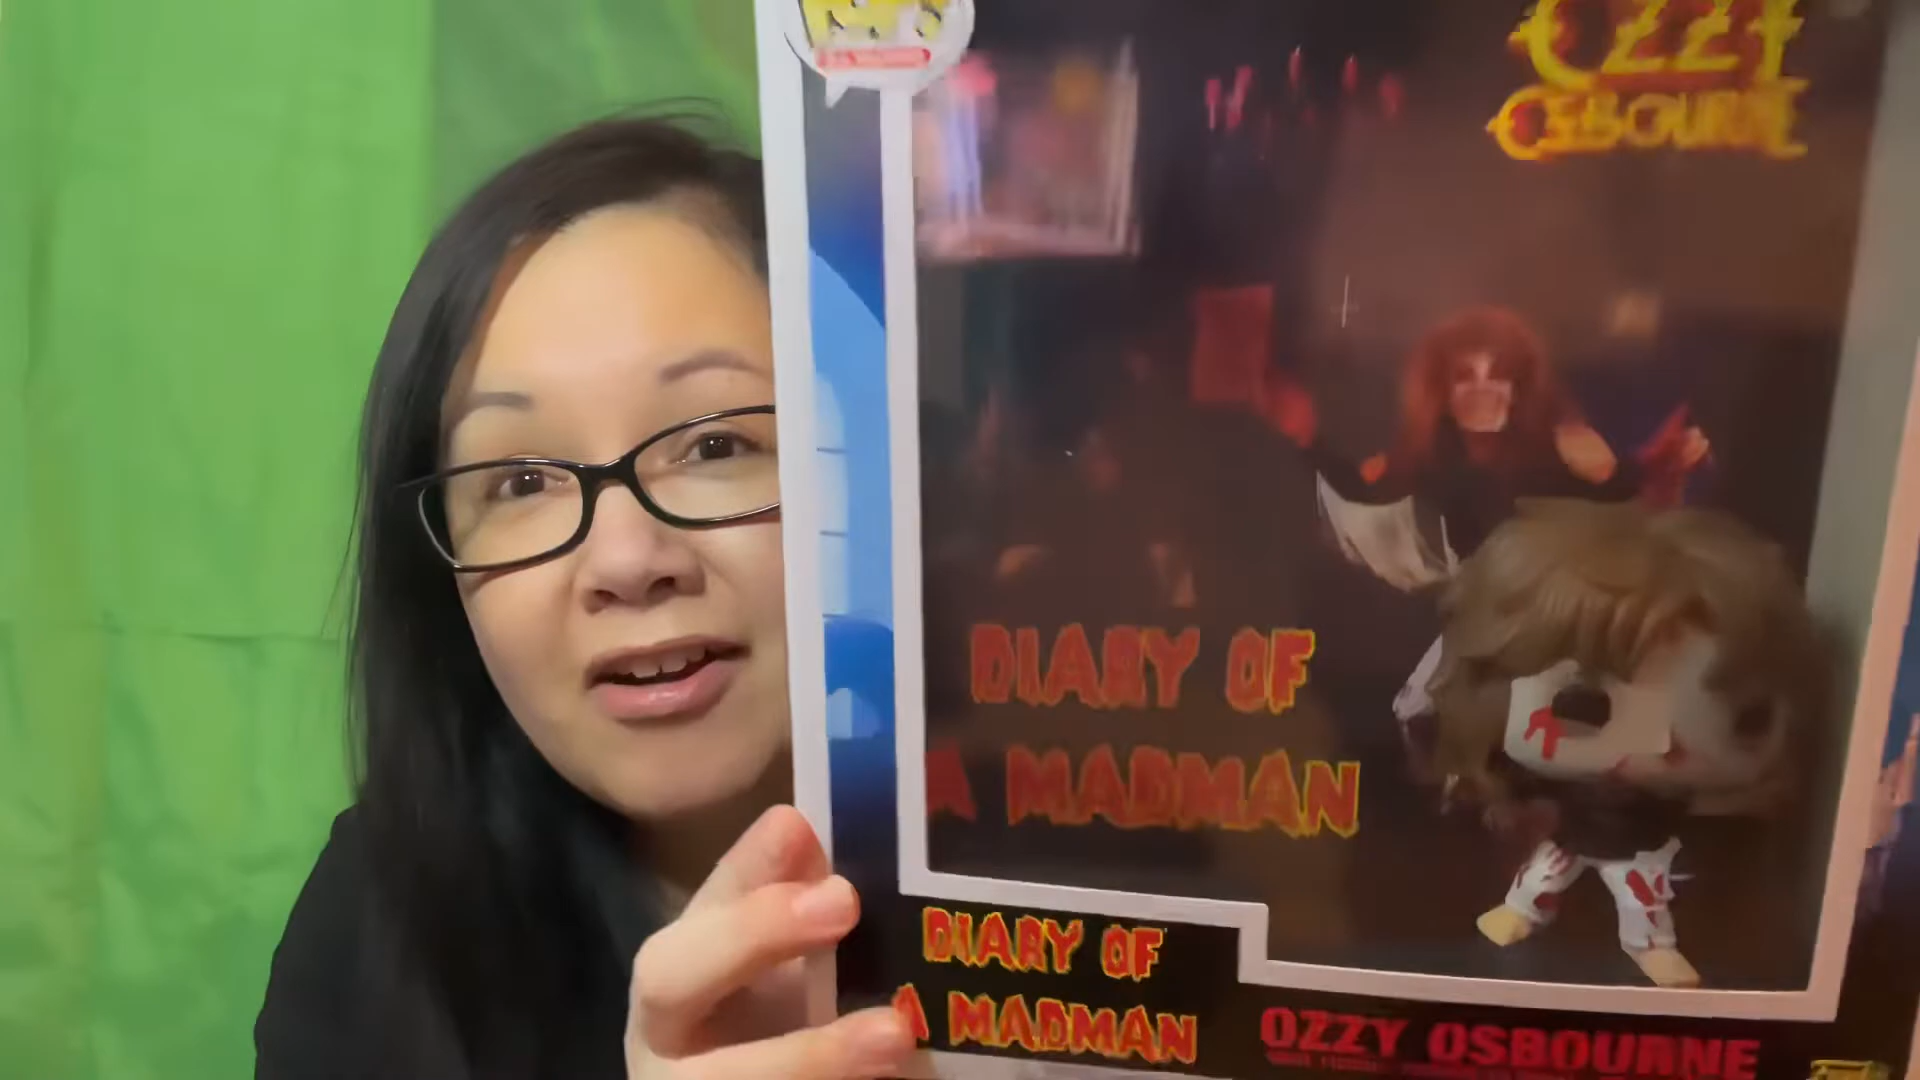 OZZY
OSBOURNE
DIARY OF
A MADMAN
DIARY OF
A MADMAN
OZZY OSBOURNE